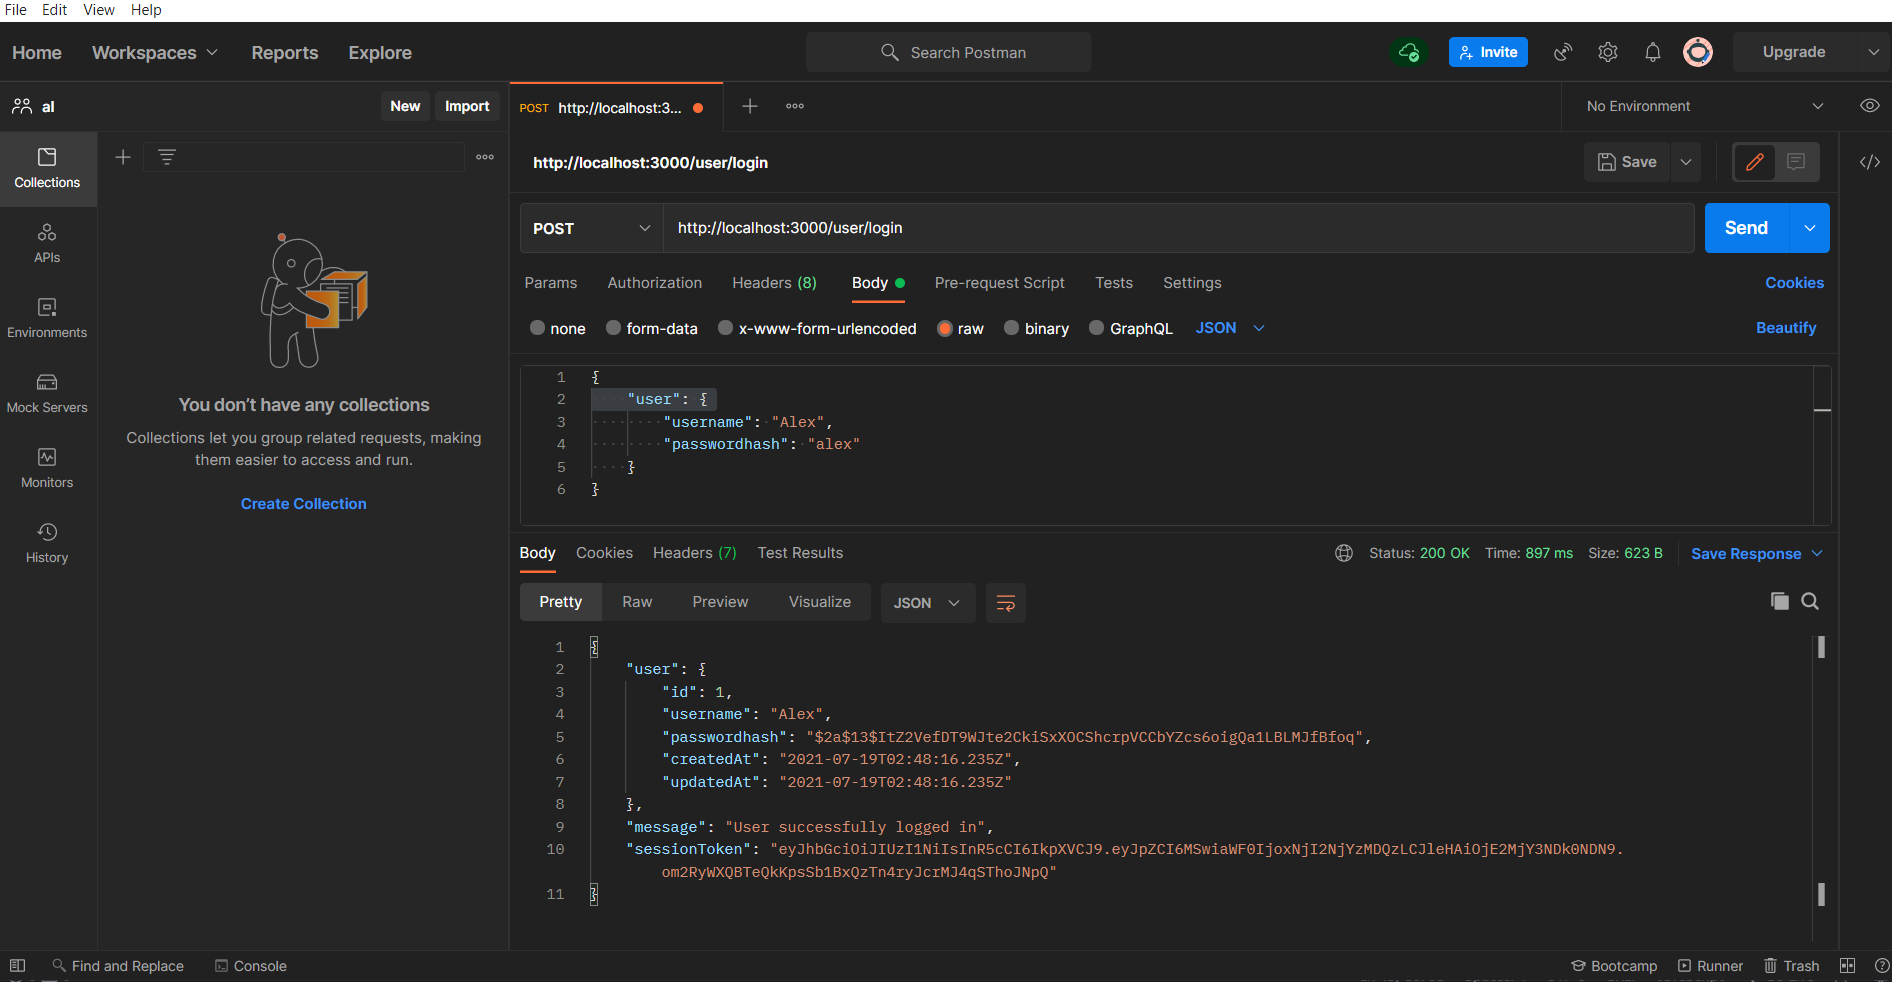 File Edit View Help
Home Workspaces Reports Explore Search Postman Invite Upgrade
al New Import POST http://localhost:3... No Environment
Collections
APIs
Environments
Mock Servers
Monitors
History
You don't have any collections
Collections let you group related requests, making
them easier to access and run.
Create Collection
http://localhost:3000/user/login Save
POST http://localhost:3000/user/login Send
Params Authorization Headers (8) Body Pre-request Script Tests Settings Cookies
none form-data x-www-form-urlencoded raw binary GraphQL JSON Beautify
1 {
2 "user": {
3 "username": "Alex",
4 "passwordhash": "alex"
5 }
6 }
Body Cookies Headers (7) Test Results Status: 200 OK Time: 897 ms Size: 623 B Save Response
Pretty Raw Preview Visualize JSON
1 {
2 "user": {
3 "id": 1,
4 "username": "Alex",
5 "passwordhash": "$2a$13$ItZ2VefDT9WJte2CkiSxXOCShcrpVCCbYZcs6oigQa1LBLMJfBfoq",
6 "createdAt": "2021-07-19T02:48:16.235Z",
7 "updatedAt": "2021-07-19T02:48:16.235Z"
8 },
9 "message": "User successfully logged in",
10 "sessionToken": "eyJhbGciOiJIUzI1NiIsInR5cCI6IkpXVCJ9.eyJpZCI6MSwiaWF0IjoxNjI2NjYzMDQzLCJleHAiOjE2MjY3NDk0NDN9.
om2RyWXQBTeQkKpsSb1BxQzTn4ryJcrMJ4qSThoJNpQ"
11 }
Find and Replace Console Bootcamp Runner Trash